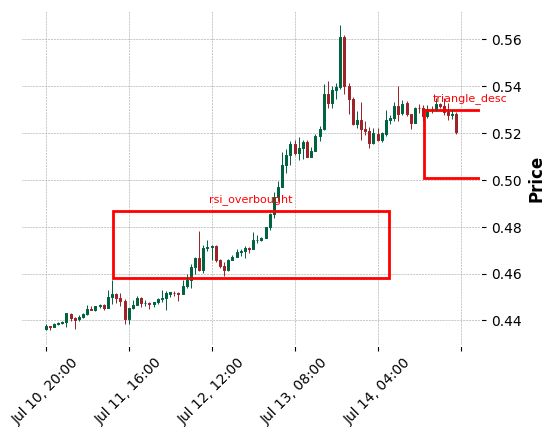 0.56
0.54
triangle_desc
0.52
0.50
rsi_overbought
0.48
0.46
0.44
Price
Jul 10, 20:00
Jul 11, 16:00
Jul 12, 12:00
Jul 13, 08:00
Jul 14, 04:00